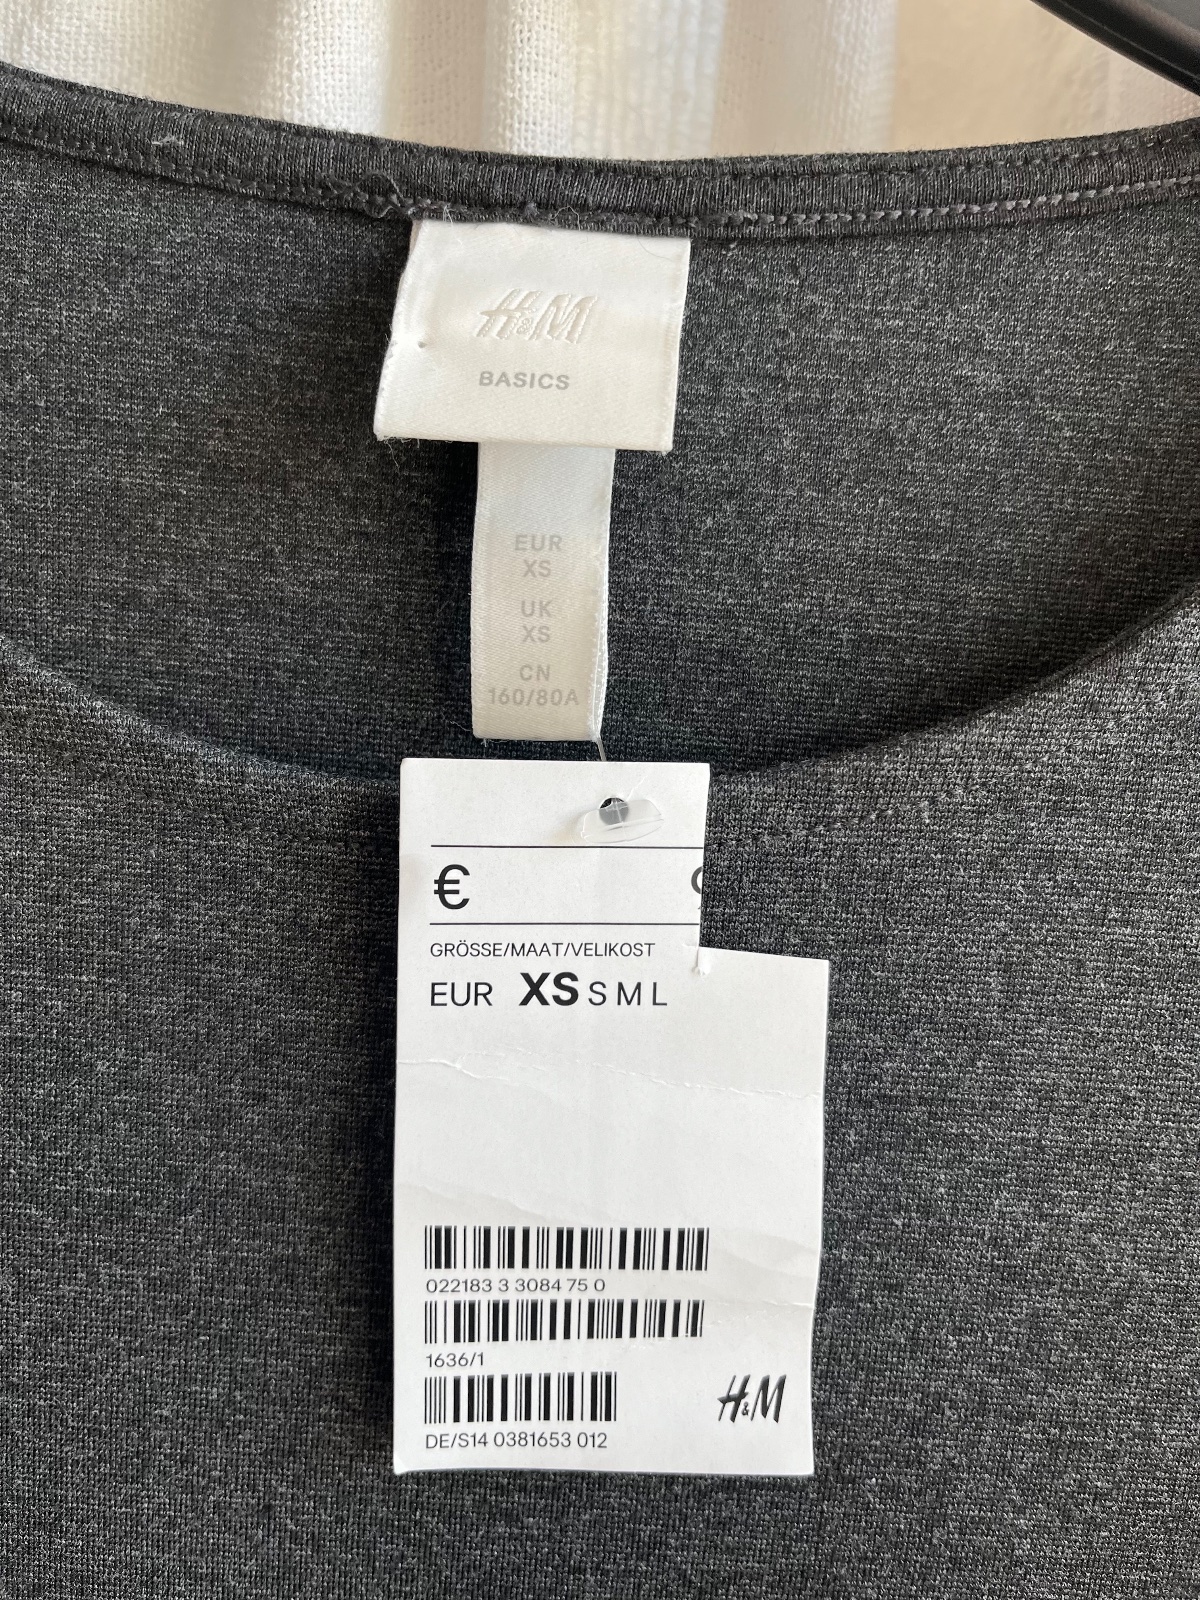 H&M
BASICS
EUR
XS
UK
XS
CN
160/80A
€
GRÖSSE/MAAT/VELIKOST
EUR XS S M L
022183 3 3084 75 0
1636/1
DE/S14 0381653 012
H&M